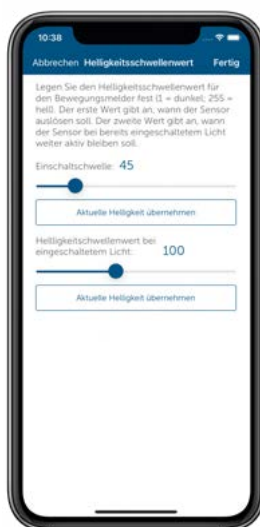 10:38
Abbrechen Helligkeitsschwellenwert Fertig
Legen Sie den Helligkeitsschwellenwert für
den Bewegungsmelder fest (1 = dunkel; 255 =
hell). Der erste Wert gibt an, wann der Sensor
auslösen soll. Der zweite Wert gibt an, wann
der Sensor bei bereits eingeschaltetem Licht
weiter aktiv bleiben soll.
Einschaltschwelle: 45
Aktuelle Helligkeit übernehmen
Helligkeitschwellenwert bei
eingeschaltetem Licht: 100
Aktuelle Helligkeit übernehmen